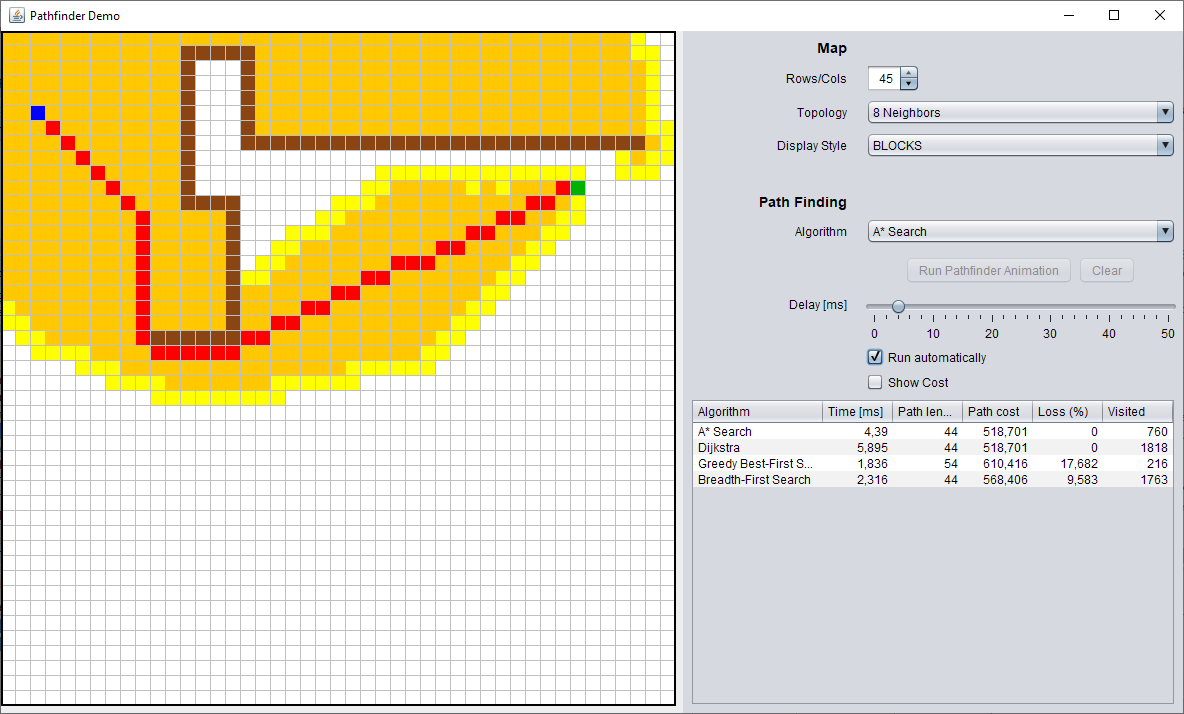 Pathfinder Demo
Map
Rows/Cols 45
Topology 8 Neighbors
Display Style BLOCKS
Path Finding
Algorithm A* Search
Run Pathfinder Animation Clear
Delay [ms]
0 10 20 30 40 50
Run automatically
Show Cost
Algorithm Time [ms] Path len... Path cost Loss (%) Visited
A* Search 4,39 44 518,701 0 760
Dijkstra 5,895 44 518,701 0 1818
Greedy Best-First S... 1,836 54 610,416 17,682 216
Breadth-First Search 2,316 44 568,406 9,583 1763